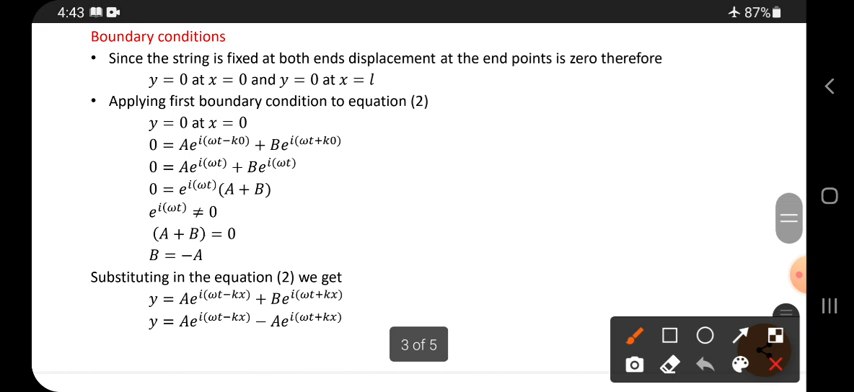 4:43
87%
Boundary conditions
• Since the string is fixed at both ends displacement at the end points is zero therefore
y = 0 at x = 0 and y = 0 at x = l
• Applying first boundary condition to equation (2)
y = 0 at x = 0
0 = Ae^{i(ωt−k0)} + Be^{i(ωt+k0)}
0 = Ae^{i(ωt)} + Be^{i(ωt)}
0 = e^{i(ωt)}(A + B)
e^{i(ωt)} ≠ 0
(A + B) = 0
B = −A
Substituting in the equation (2) we get
y = Ae^{i(ωt−kx)} + Be^{i(ωt+kx)}
y = Ae^{i(ωt−kx)} − Ae^{i(ωt+kx)}
3 of 5